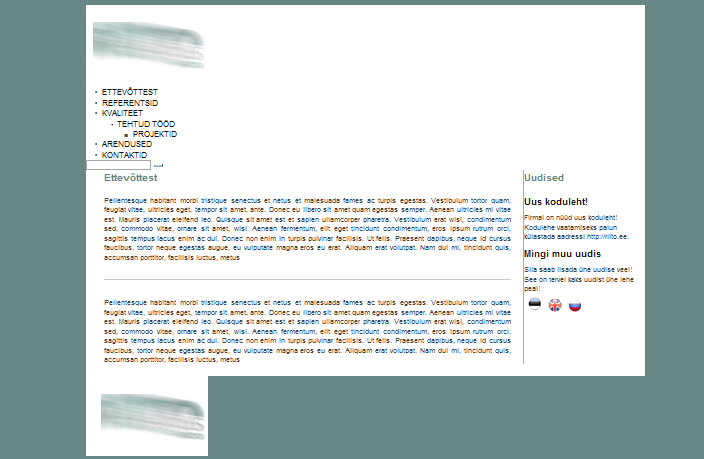 ETTEVÕTTEST
REFERENTSID
KVALITEET
TEHTUD TÖÖD
PROJEKTID
ARENDUSED
KONTAKTID
Ettevõttest
Pellentesque habitant morbi tristique senectus et netus et malesuada fames ac turpis egestas. Vestibulum tortor quam,
feugiat vitae, ultricies eget, tempor sit amet, ante. Donec eu libero sit amet quam egestas semper. Aenean ultricies mi vitae
est. Mauris placerat eleifend leo. Quisque sit amet est et sapien ullamcorper pharetra. Vestibulum erat wisi, condimentum
sed, commodo vitae, ornare sit amet, wisi. Aenean fermentum, elit eget tincidunt condimentum, eros ipsum rutrum orci,
sagittis tempus lacus enim ac dui. Donec non enim in turpis pulvinar facilisis. Ut felis. Praesent dapibus, neque id cursus
faucibus, tortor neque egestas augue, eu vulputate magna eros eu erat. Aliquam erat volutpat. Nam dui mi, tincidunt quis,
accumsan porttitor, facilisis luctus, metus
Pellentesque habitant morbi tristique senectus et netus et malesuada fames ac turpis egestas. Vestibulum tortor quam,
feugiat vitae, ultricies eget, tempor sit amet, ante. Donec eu libero sit amet quam egestas semper. Aenean ultricies mi vitae
est. Mauris placerat eleifend leo. Quisque sit amet est et sapien ullamcorper pharetra. Vestibulum erat wisi, condimentum
sed, commodo vitae, ornare sit amet, wisi. Aenean fermentum, elit eget tincidunt condimentum, eros ipsum rutrum orci,
sagittis tempus lacus enim ac dui. Donec non enim in turpis pulvinar facilisis. Ut felis. Praesent dapibus, neque id cursus
faucibus, tortor neque egestas augue, eu vulputate magna eros eu erat. Aliquam erat volutpat. Nam dui mi, tincidunt quis,
accumsan porttitor, facilisis luctus, metus
Uudised
Uus koduleht!
Firmal on nüüd uus koduleht!
Kodulehe vaatamiseks palun
külastada aadressi http://riito.ee.
Mingi muu uudis
Siia saab lisada ühe uudise veel!
See on tervel kaks uudist ühe lehe
peal!